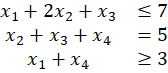 x₁ + 2x₂ + x₃ ≤ 7
x₂ + x₃ + x₄ = 5
x₁ + x₄ ≥ 3